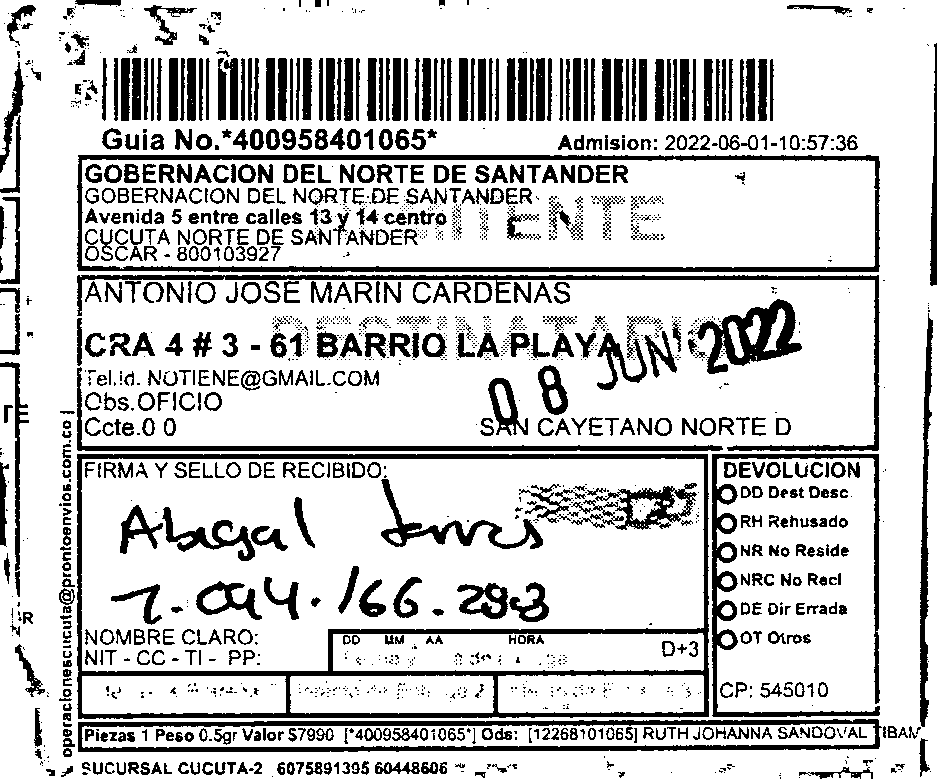 Guia No.*400958401065*
Admision: 2022-06-01-10:57:36
GOBERNACION DEL NORTE DE SANTANDER
GOBERNACION DEL NORTE DE SANTANDER
Avenida 5 entre calles 13 y 14 centro
CUCUTA NORTE DE SANTANDER
OSCAR - 800103927
ANTONIO JOSE MARIN CARDENAS
DESTINATARIO
CRA 4 # 3 - 61 BARRIO LA PLAYA
08 JUN 2022
Tel.id. NOTIENE@GMAIL.COM
Obs.OFICIO
Ccte.0 0
SAN CAYETANO NORTE D
operacionescucuta@prontoenvios.com.co
FIRMA Y SELLO DE RECIBIDO:
1.094.166.293
NOMBRE CLARO:
NIT - CC - TI - PP:
DD MM AA HORA
D+3
DEVOLUCION
DD Dest Desc
RH Rehusado
NR No Reside
NRC No Recl
DE Dir Errada
OT Otros
CP: 545010
Piezas 1 Peso 0.5gr Valor $7990 [*400958401065*] Ods: [12268101065] RUTH JOHANNA SANDOVAL TIBAM
SUCURSAL CUCUTA-2 6075891395 60448606